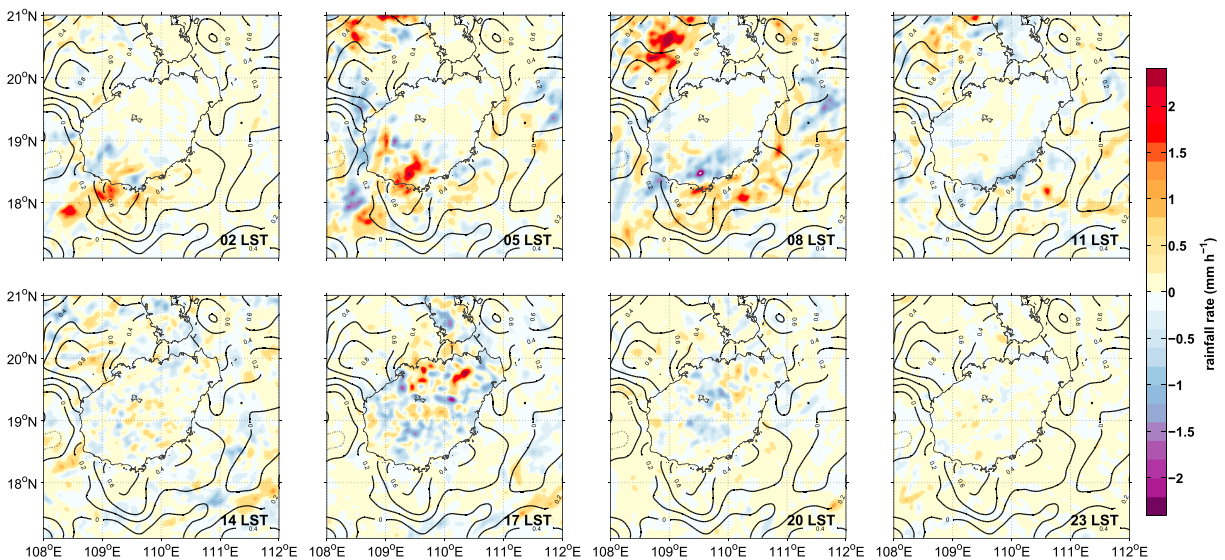 21°N
20°N
19°N
18°N
02 LST
05 LST
08 LST
11 LST
21°N
20°N
19°N
18°N
14 LST
17 LST
20 LST
23 LST
108°E 109°E 110°E 111°E 112°E
108°E 109°E 110°E 111°E 112°E
108°E 109°E 110°E 111°E 112°E
108°E 109°E 110°E 111°E 112°E
2
1.5
1
0.5
0
−0.5
−1
−1.5
−2
rainfall rate (mm h⁻¹)